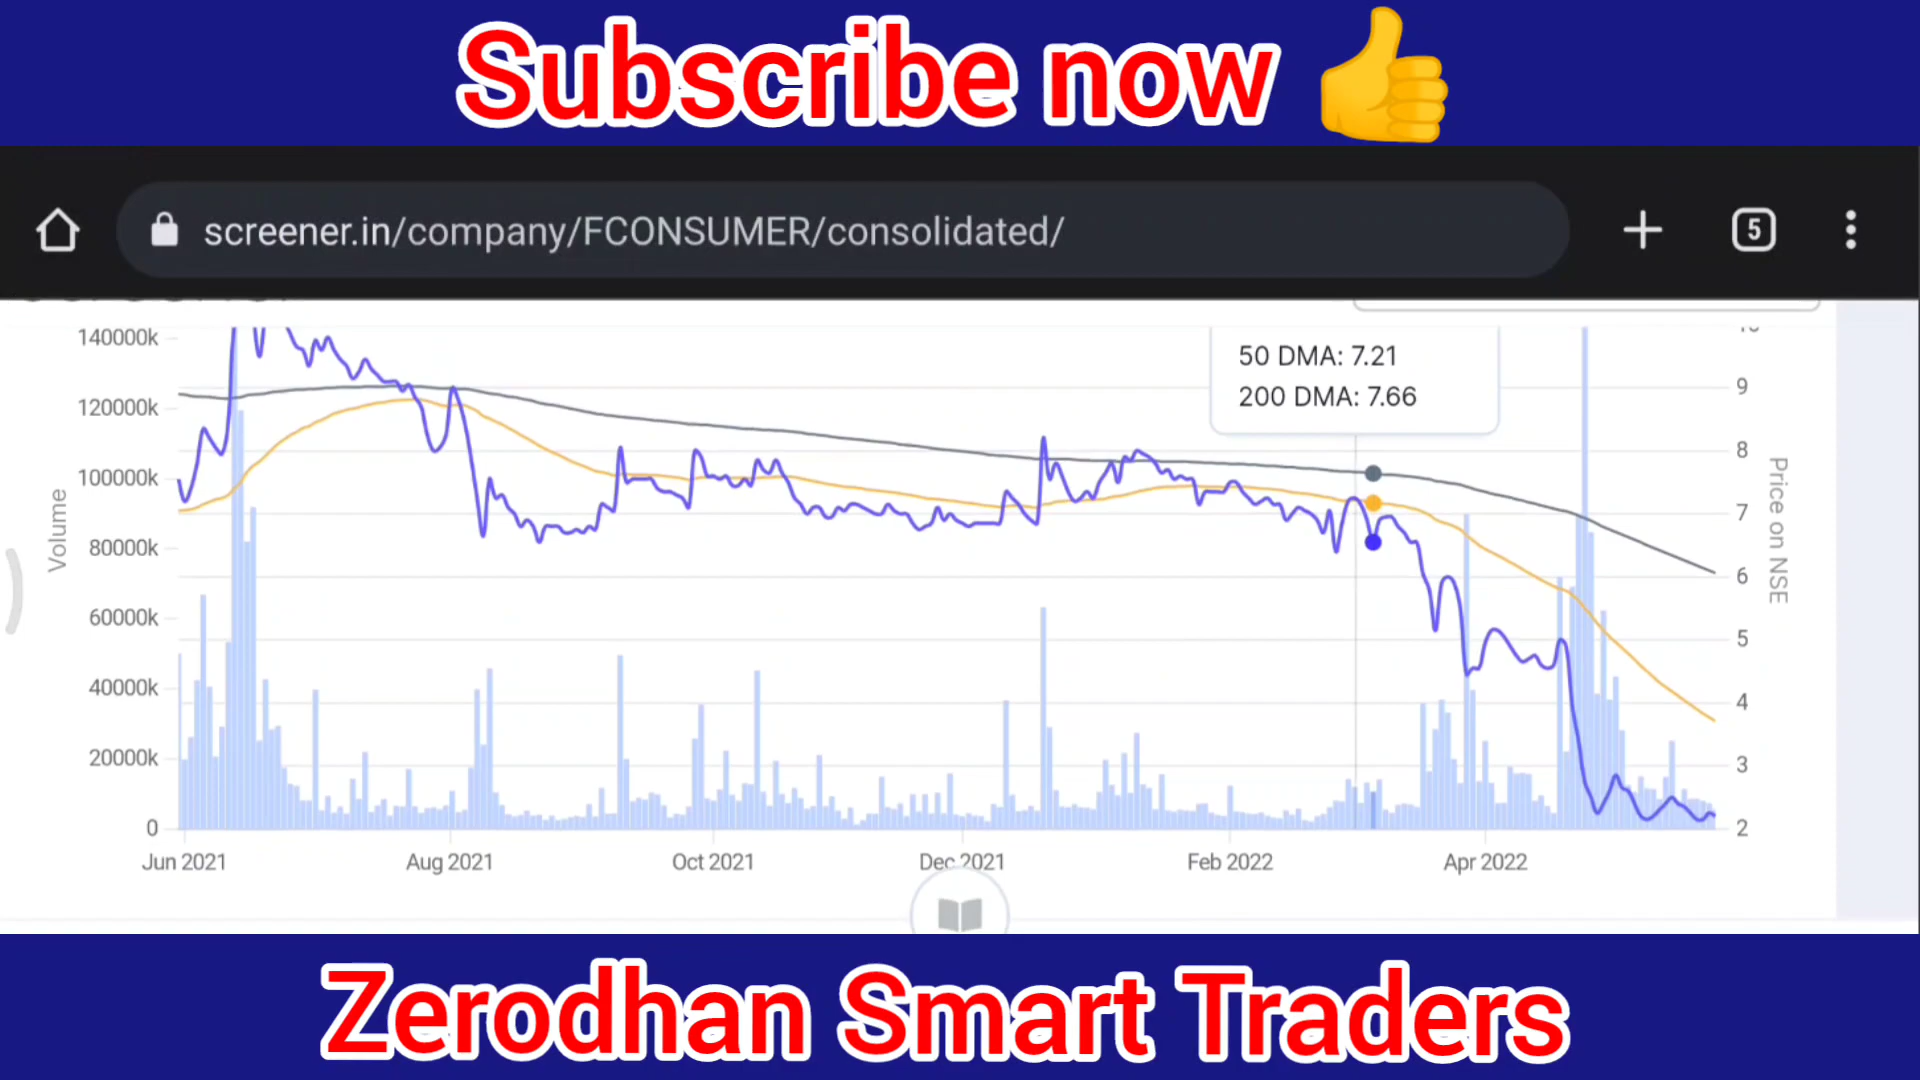 Subscribe now 👍
screener.in/company/FCONSUMER/consolidated/
5
50 DMA: 7.21
200 DMA: 7.66
Volume
140000k
120000k
100000k
80000k
60000k
40000k
20000k
0
9
8
7
6
5
4
3
2
Price on NSE
Jun 2021
Aug 2021
Oct 2021
Dec 2021
Feb 2022
Apr 2022
Zerodhan Smart Traders